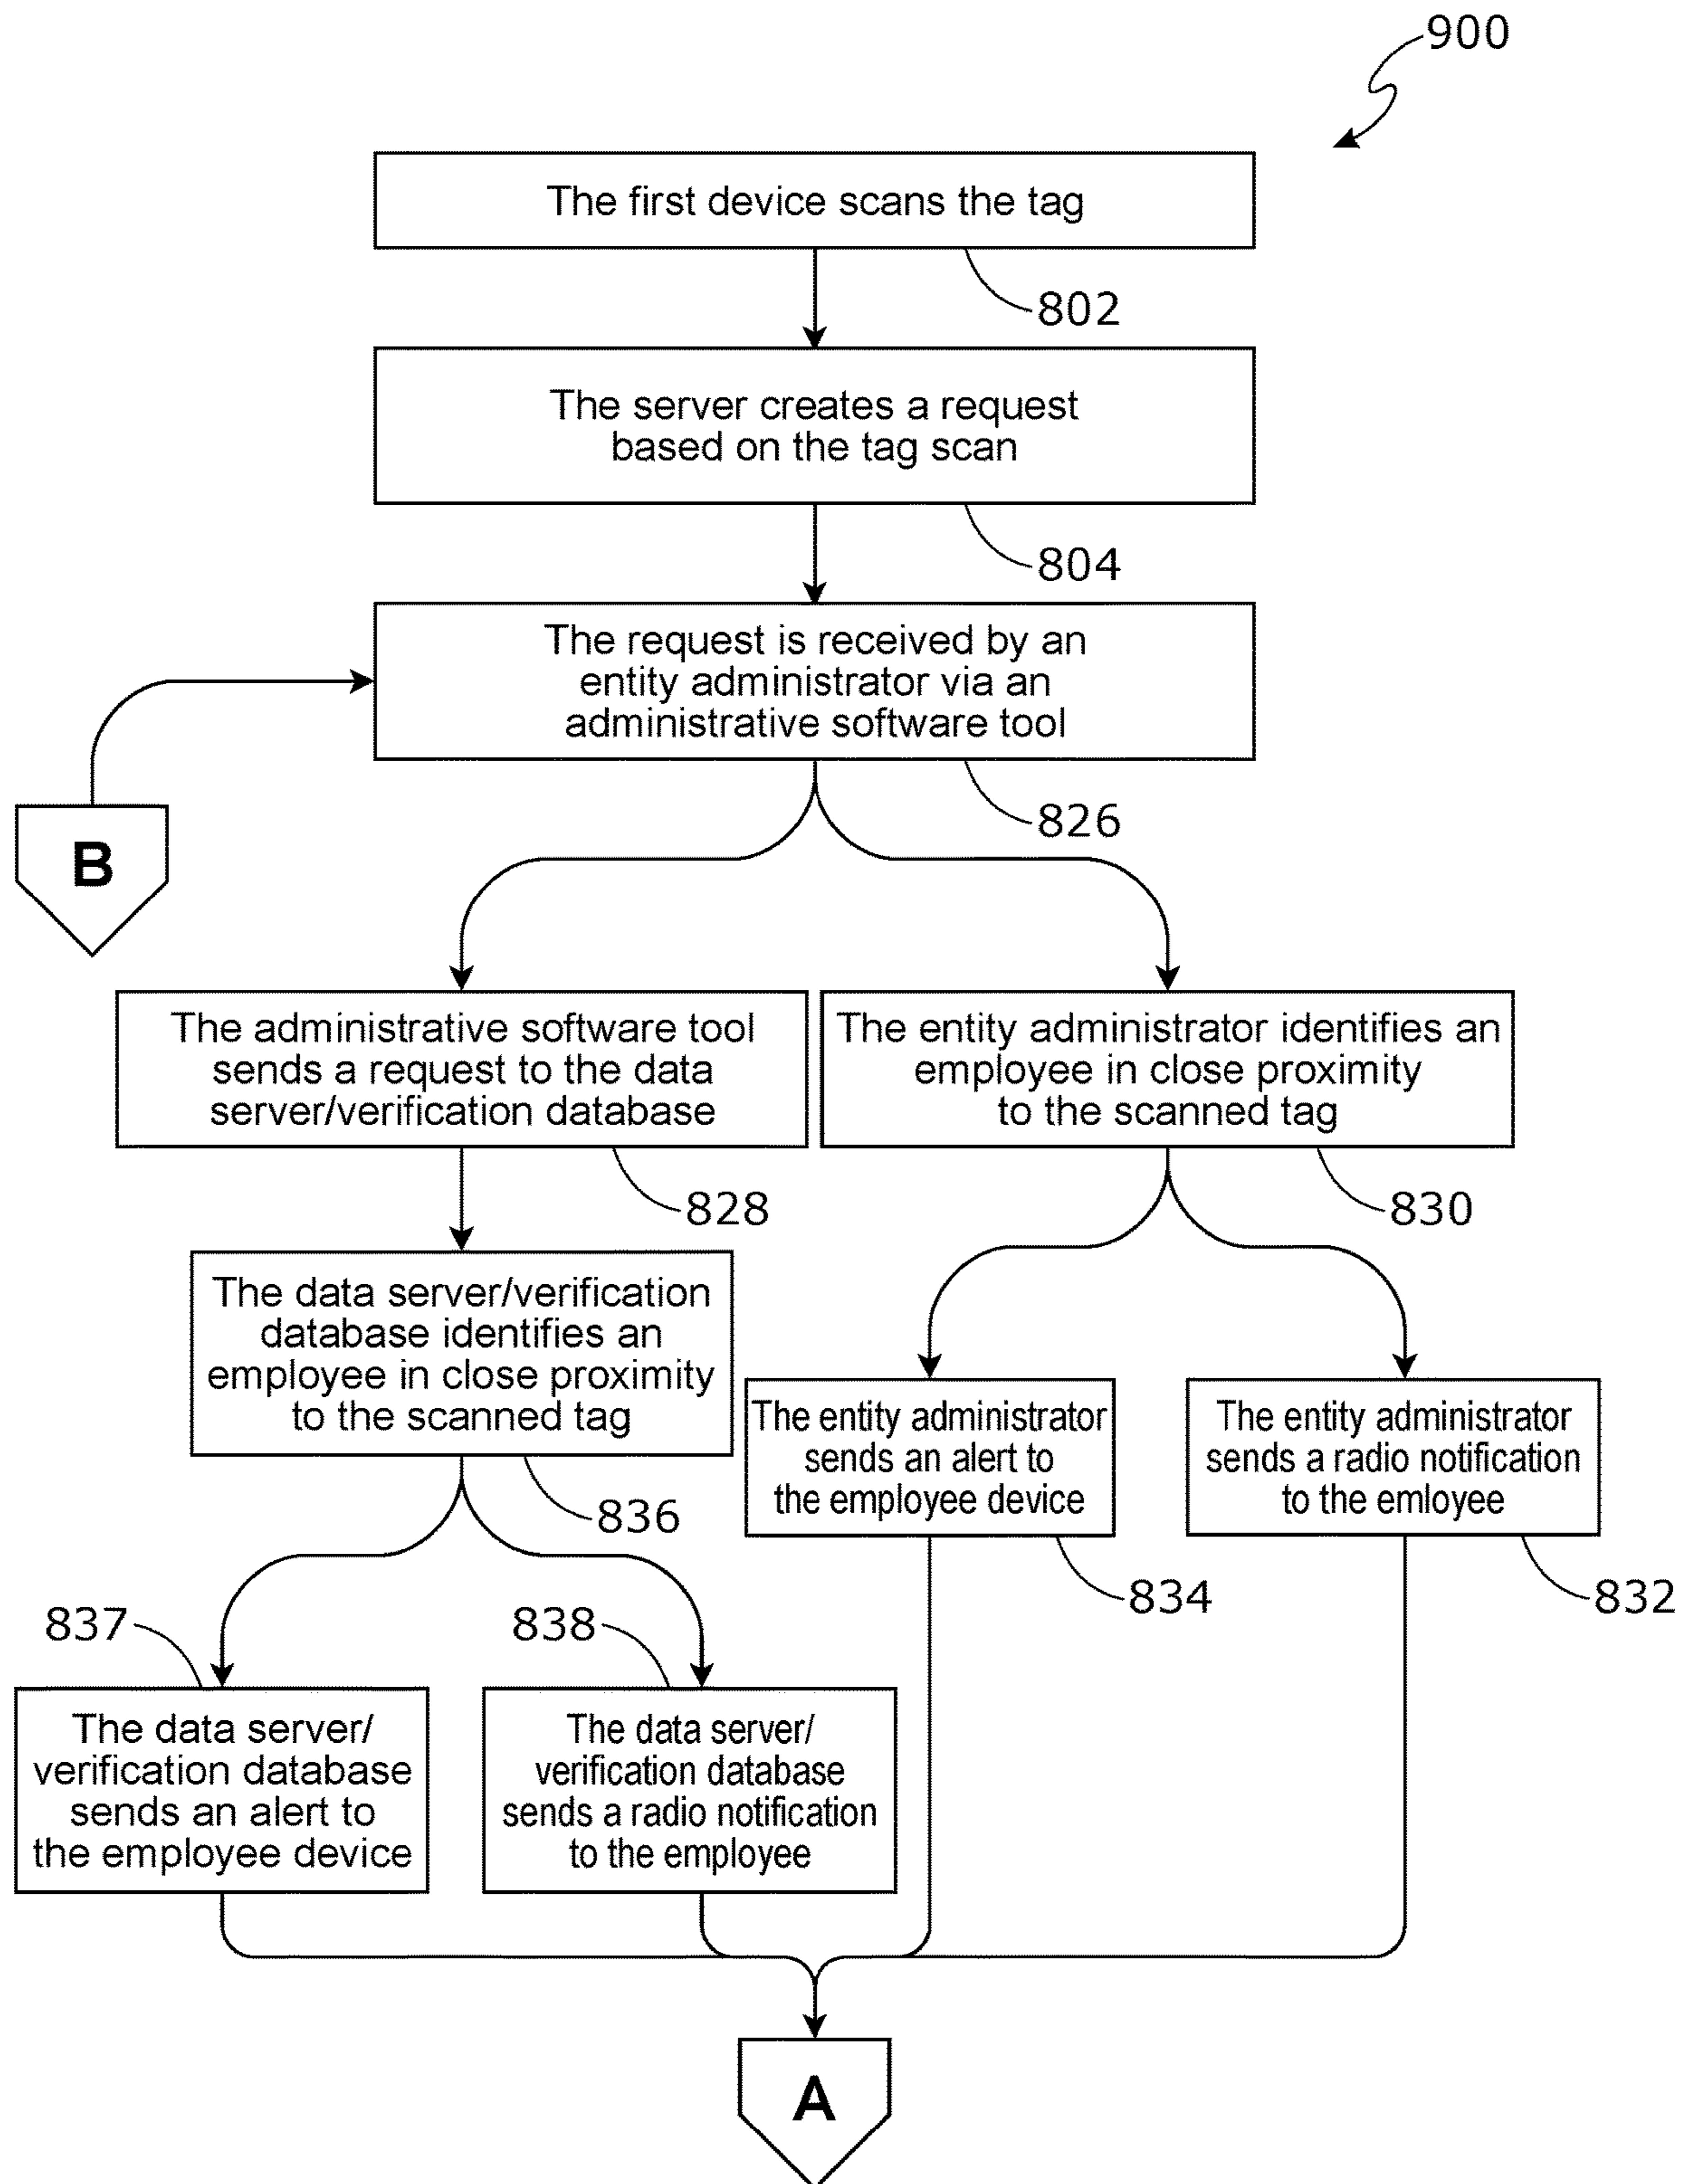 900
The first device scans the tag
802
The server creates a request
based on the tag scan
804
The request is received by an
entity administrator via an
administrative software tool
826
B
The administrative software tool
sends a request to the data
server/verification database
828
The entity administrator identifies an
employee in close proximity
to the scanned tag
830
The data server/verification
database identifies an
employee in close proximity
to the scanned tag
836
The entity administrator
sends an alert to
the employee device
834
The entity administrator
sends a radio notification
to the emloyee
832
837
The data server/
verification database
sends an alert to
the employee device
838
The data server/
verification database
sends a radio notification
to the employee
A